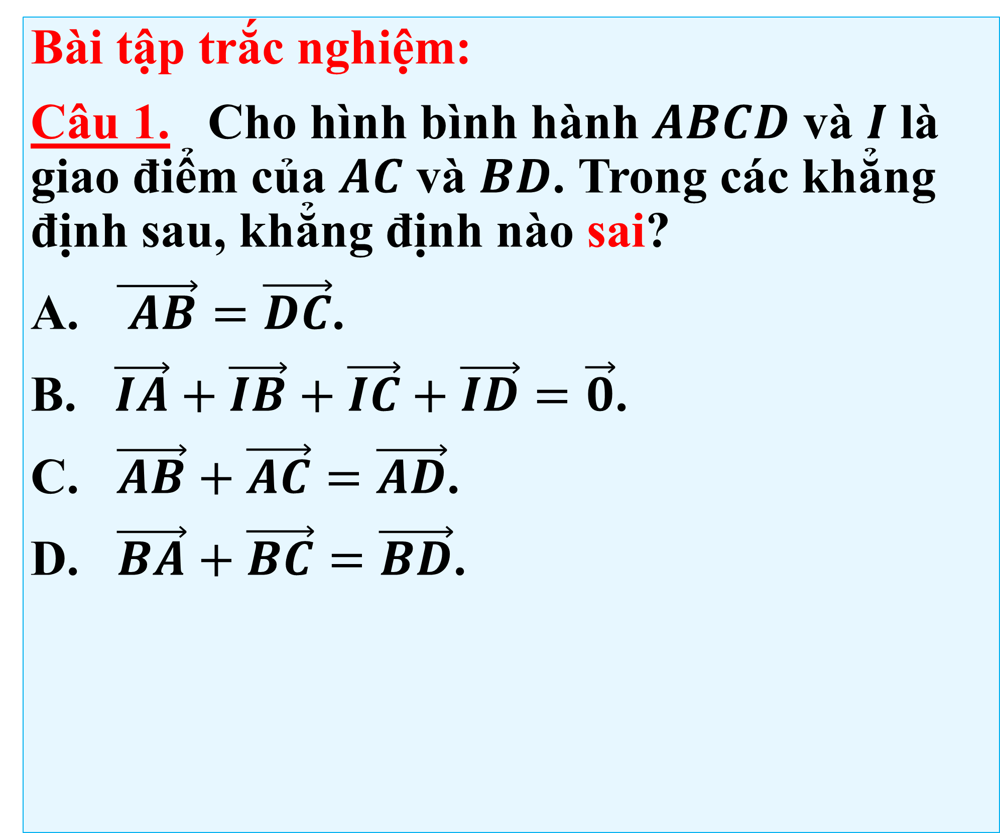 Bài tập trắc nghiệm:
Câu 1. Cho hình bình hành ABCD và I là
giao điểm của AC và BD. Trong các khẳng
định sau, khẳng định nào sai?
A. $\overrightarrow{AB} = \overrightarrow{DC}$.
B. $\overrightarrow{IA} + \overrightarrow{IB} + \overrightarrow{IC} + \overrightarrow{ID} = \overrightarrow{0}$.
C. $\overrightarrow{AB} + \overrightarrow{AC} = \overrightarrow{AD}$.
D. $\overrightarrow{BA} + \overrightarrow{BC} = \overrightarrow{BD}$.